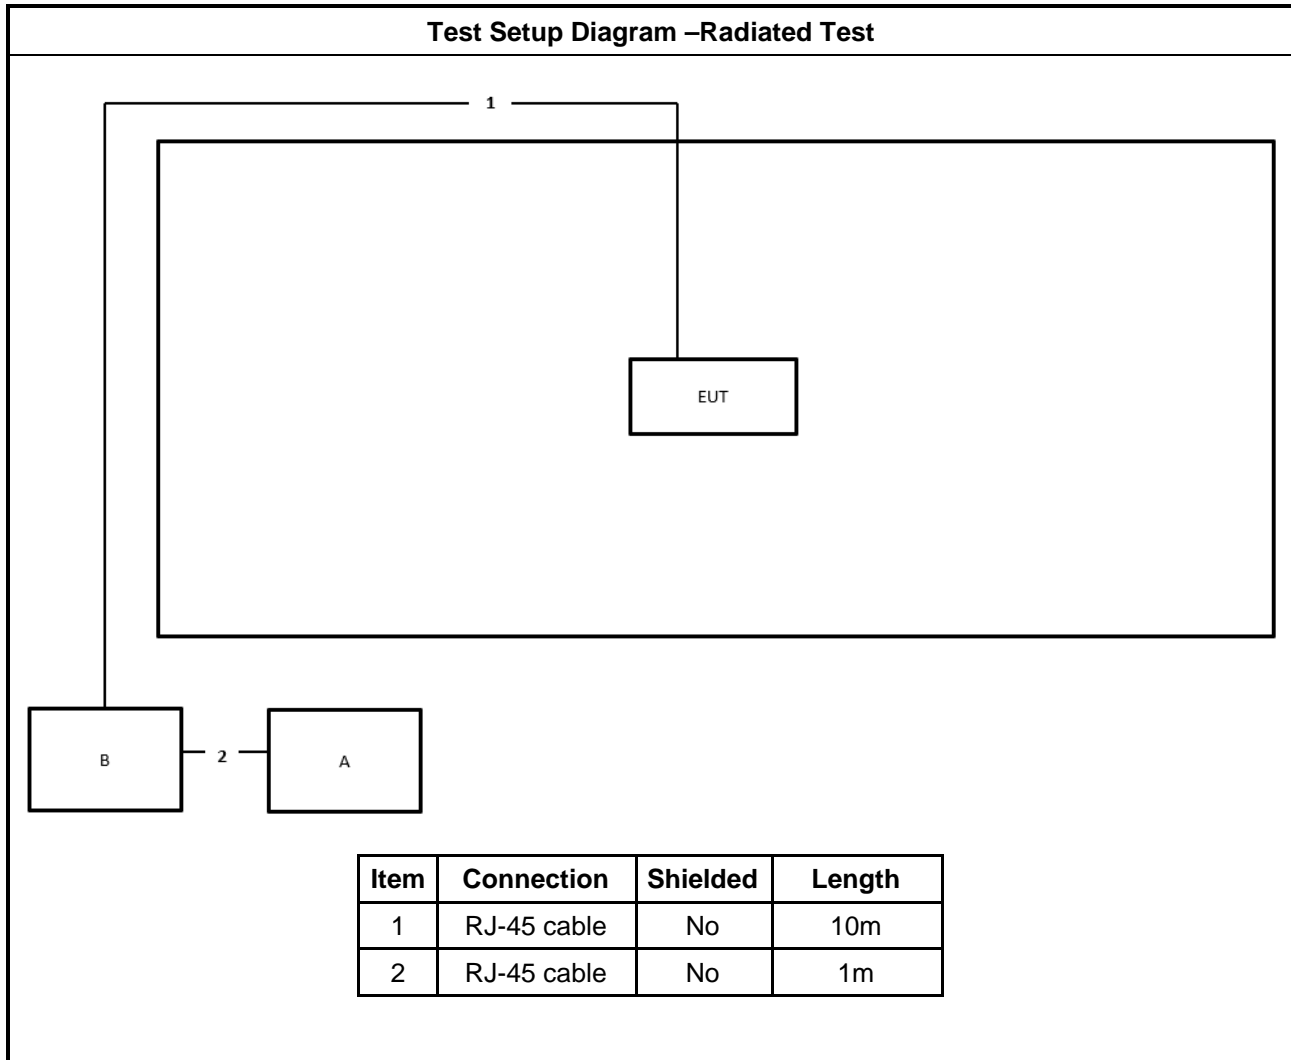 Test Setup Diagram –Radiated Test
1
EUT
B
2
A
Item Connection Shielded Length
1 RJ-45 cable No 10m
2 RJ-45 cable No 1m